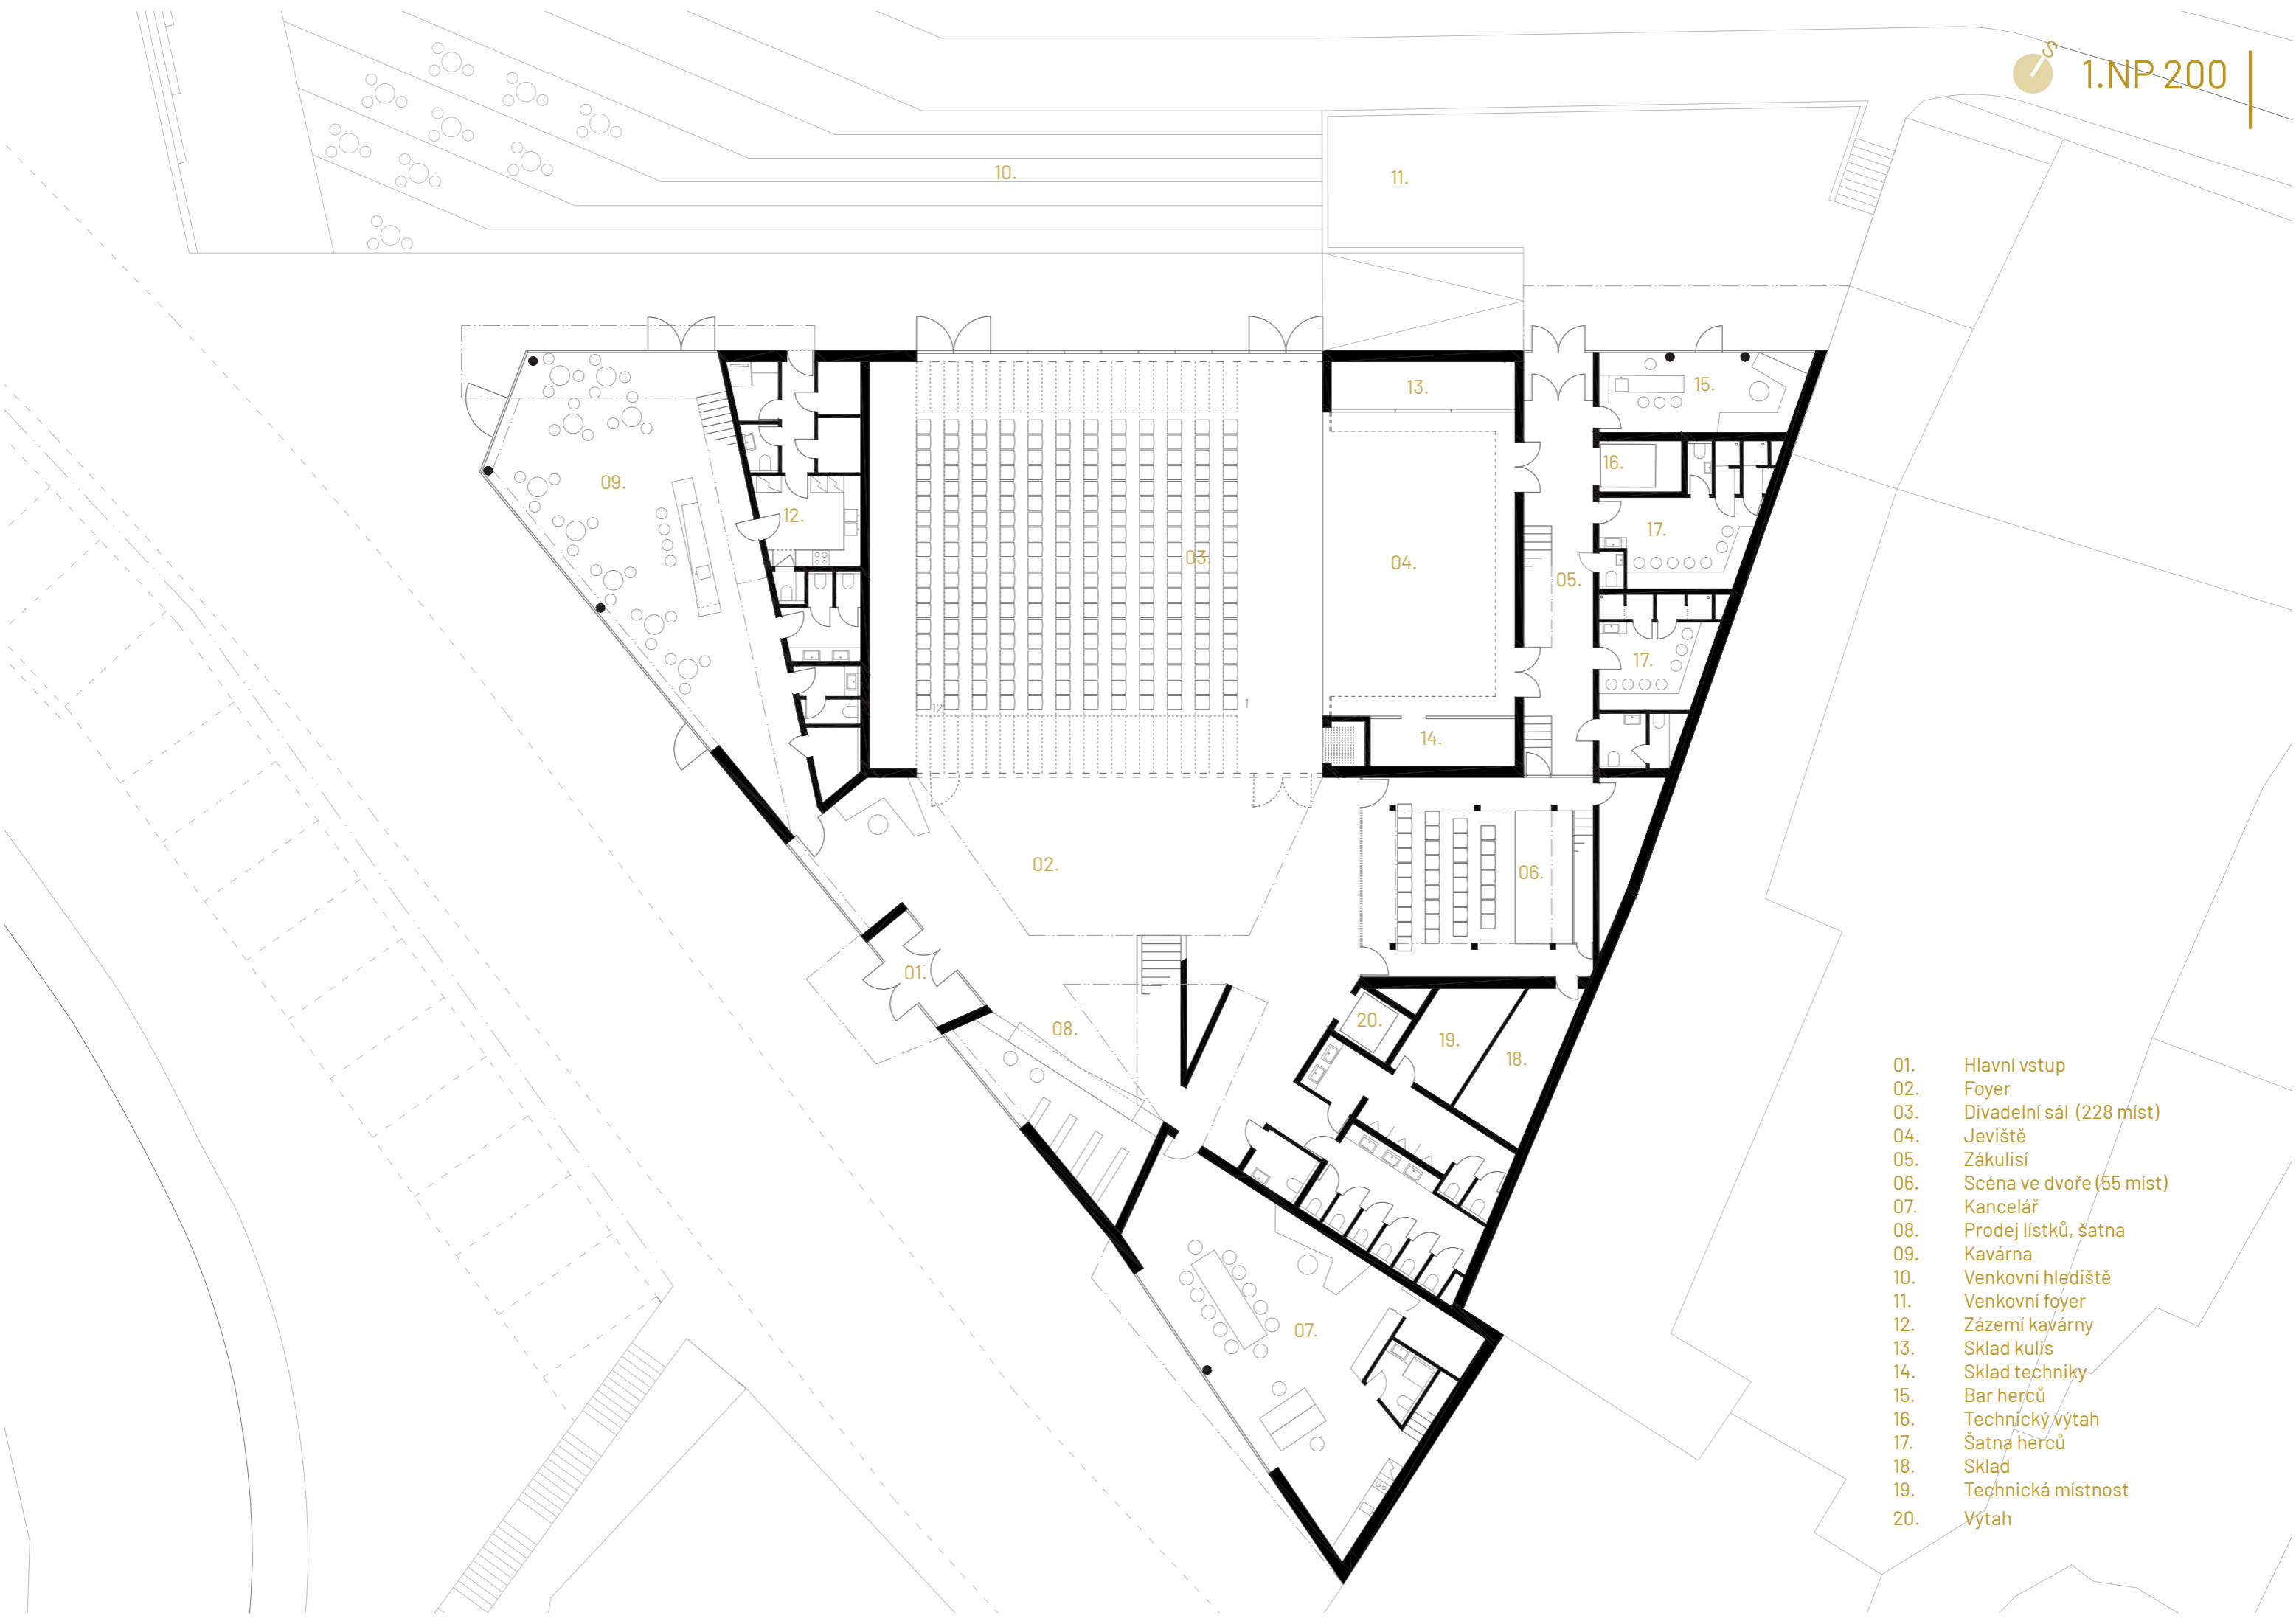 S
1.NP 200
10.
11.
13.
15.
16.
09.
12.
17.
03.
04.
05.
17.
12
1
14.
02.
06.
01.
08.
20.
19.
18.
07.
01. Hlavní vstup
02. Foyer
03. Divadelní sál (228 míst)
04. Jeviště
05. Zákulisí
06. Scéna ve dvoře (55 míst)
07. Kancelář
08. Prodej lístků, šatna
09. Kavárna
10. Venkovní hlediště
11. Venkovní foyer
12. Zázemí kavárny
13. Sklad kulis
14. Sklad techniky
15. Bar herců
16. Technický výtah
17. Šatna herců
18. Sklad
19. Technická místnost
20. Výtah